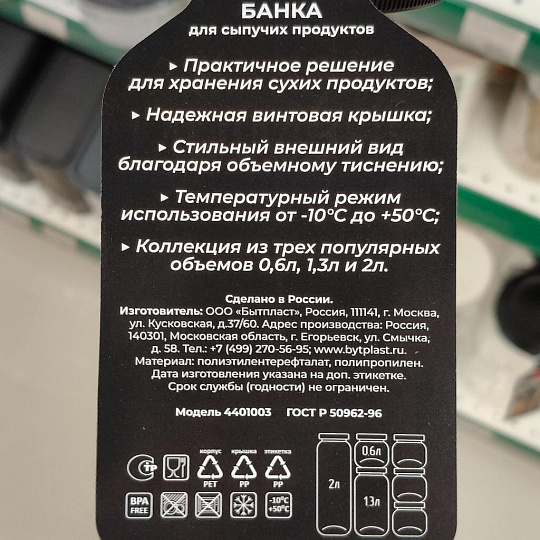 БАНКА
для сыпучих продуктов
▸ Практичное решение
для хранения сухих продуктов;
▸ Надежная винтовая крышка;
▸ Стильный внешний вид
благодаря объемному тиснению;
▸ Температурный режим
использования от -10°С до +50°С;
▸ Коллекция из трех популярных
объемов 0,6л, 1,3л и 2л.
Сделано в России.
Изготовитель: ООО «Бытпласт», Россия, 111141, г. Москва,
ул. Кусковская, д.37/60. Адрес производства: Россия,
140301, Московская область, г. Егорьевск, ул. Смычка,
д. 58. Тел.: +7 (499) 270-56-95; www.bytplast.ru.
Материал: полиэтилентерефталат, полипропилен.
Дата изготовления указана на доп. этикетке.
Срок службы (годности) не ограничен.
Модель 4401003 ГОСТ Р 50962-96
корпус крышка этикетка
PET PP PP
BPA FREE -10°C +50°C
2л 0,6л 1,3л